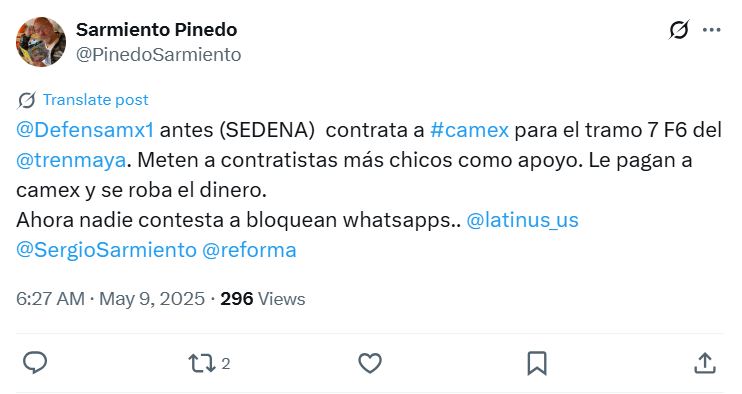 Sarmiento Pinedo
@PinedoSarmiento
Translate post
@Defensamx1 antes (SEDENA)  contrata a #camex para el tramo 7 F6 del
@trenmaya. Meten a contratistas más chicos como apoyo. Le pagan a
camex y se roba el dinero.
Ahora nadie contesta a bloquean whatsapps.. @latinus_us
@SergioSarmiento @reforma
6:27 AM · May 9, 2025 · 296 Views
2